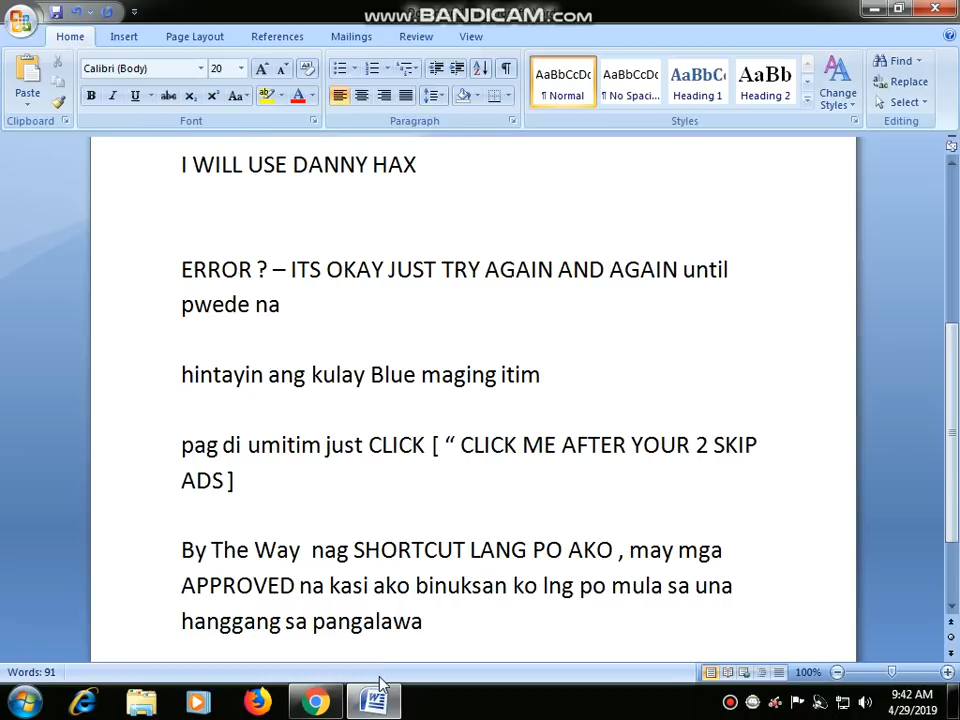 www.BANDICAM.com
Home Insert Page Layout References Mailings Review View
Calibri (Body) 20
AaBbCcDc AaBbCcDc AaBbC AaBb
Paste
B I U abc X₂ X² Aa A
¶ Normal ¶ No Spaci... Heading 1 Heading 2
Change Styles
Find
Replace
Select
Clipboard Font Paragraph Styles Editing
I WILL USE DANNY HAX
ERROR ? – ITS OKAY JUST TRY AGAIN AND AGAIN until
pwede na
hintayin ang kulay Blue maging itim
pag di umitim just CLICK [ “ CLICK ME AFTER YOUR 2 SKIP
ADS ]
By The Way nag SHORTCUT LANG PO AKO , may mga
APPROVED na kasi ako binuksan ko lng po mula sa una
hanggang sa pangalawa
Words: 91
100%
9:42 AM
4/29/2019